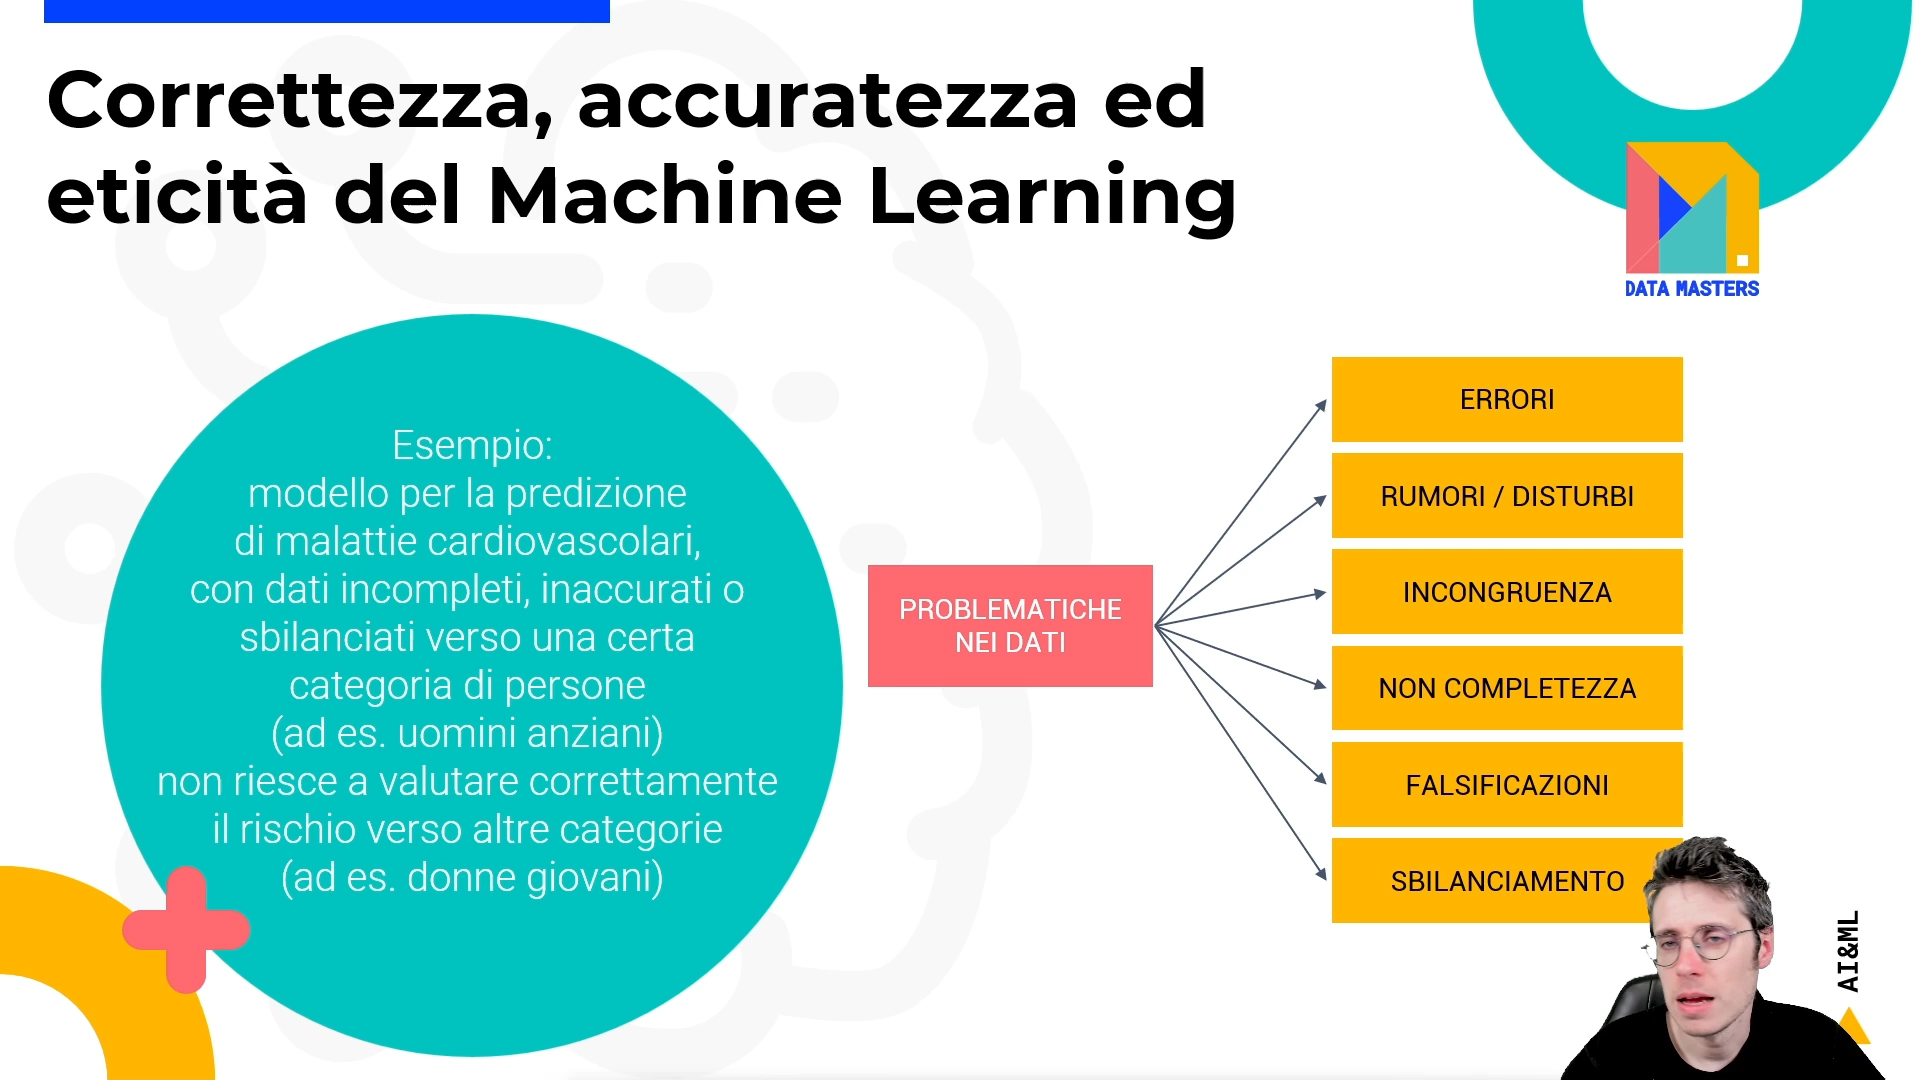 Correttezza, accuratezza ed
eticità del Machine Learning
DATA MASTERS
Esempio:
modello per la predizione
di malattie cardiovascolari,
con dati incompleti, inaccurati o
sbilanciati verso una certa
categoria di persone
(ad es. uomini anziani)
non riesce a valutare correttamente
il rischio verso altre categorie
(ad es. donne giovani)
PROBLEMATICHE
NEI DATI
ERRORI
RUMORI / DISTURBI
INCONGRUENZA
NON COMPLETEZZA
FALSIFICAZIONI
SBILANCIAMENTO
AI&ML